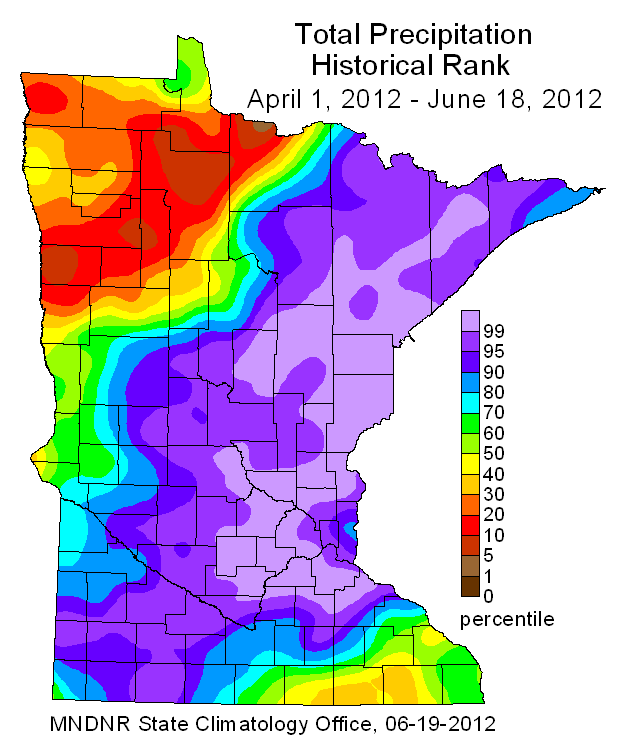 Total Precipitation
Historical Rank
April 1, 2012 - June 18, 2012
99
95
90
80
70
60
50
40
30
20
10
5
1
0
percentile
MNDNR State Climatology Office, 06-19-2012